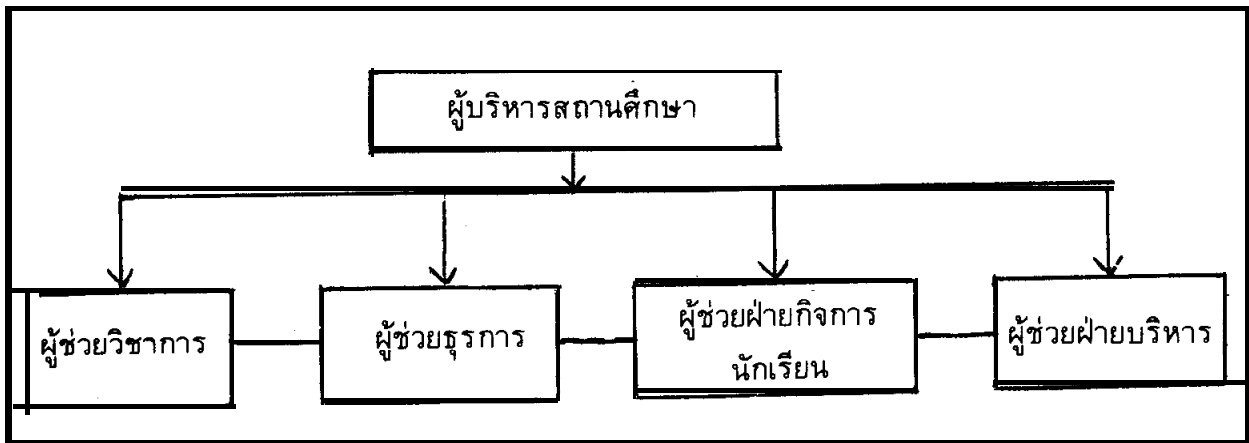 ผู้บริหารสถานศึกษา
ผู้ช่วยวิชาการ
ผู้ช่วยธุรการ
ผู้ช่วยฝ่ายกิจการ
นักเรียน
ผู้ช่วยฝ่ายบริหาร